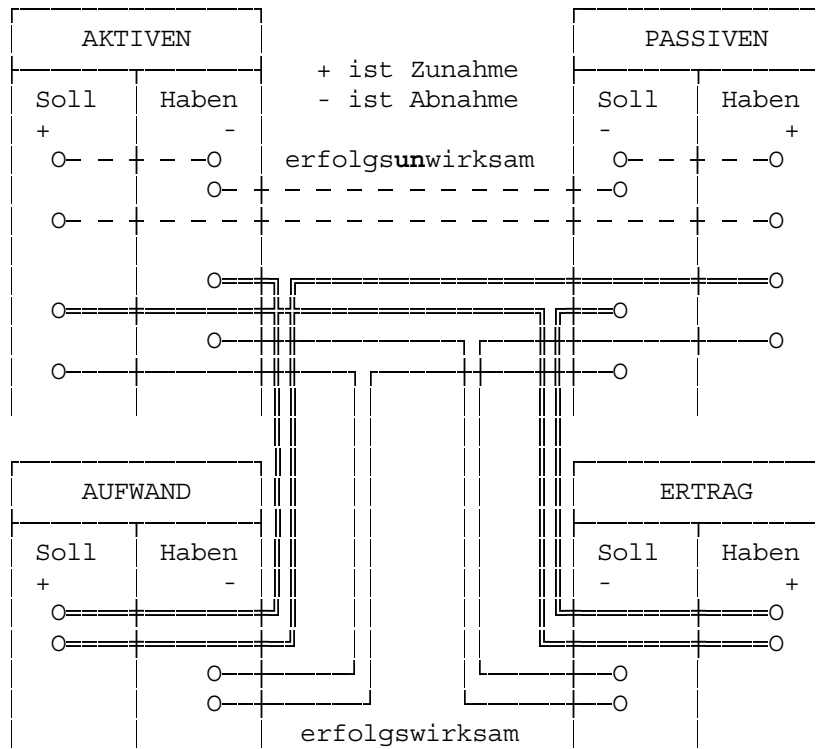 AKTIVEN PASSIVEN
+ ist Zunahme
Soll Haben - ist Abnahme Soll Haben
+ - - +
erfolgsunwirksam
AUFWAND ERTRAG
Soll Haben Soll Haben
+ - - +
erfolgswirksam